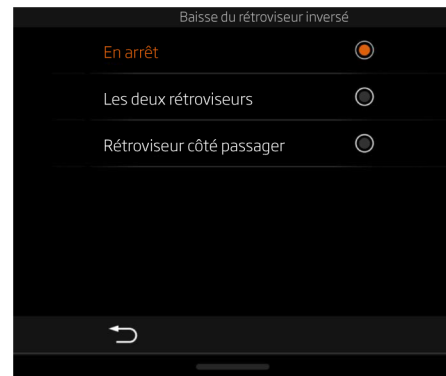 Baisse du rétroviseur inversé
En arrêt
Les deux rétroviseurs
Rétroviseur côté passager